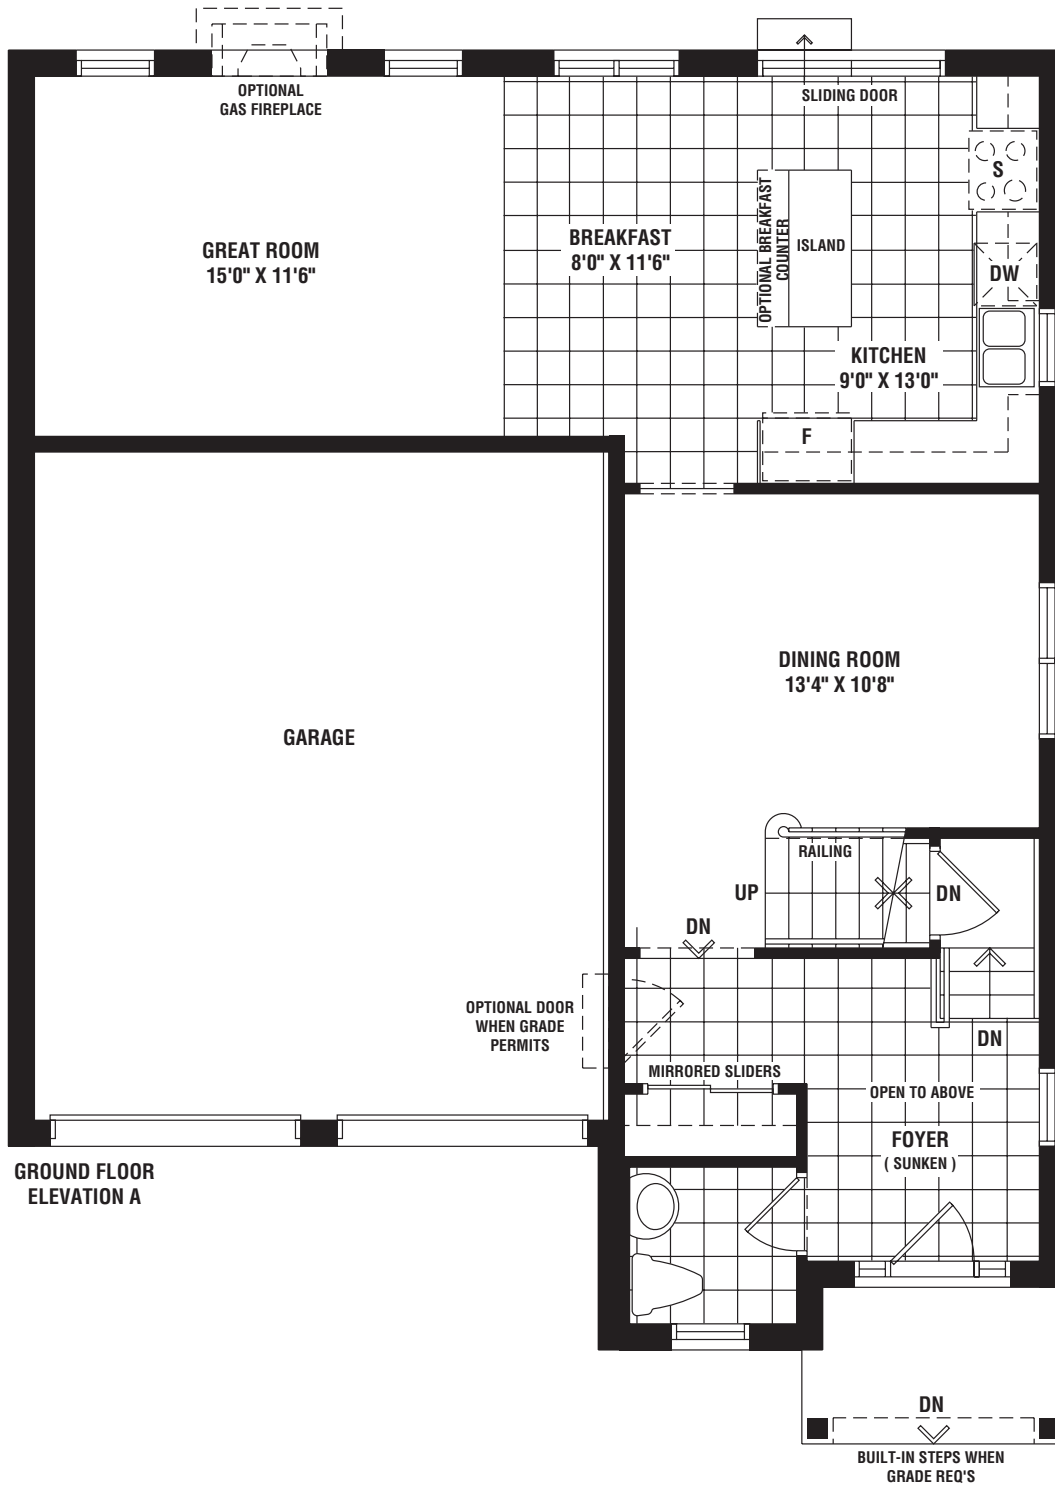 OPTIONAL
GAS FIREPLACE
SLIDING DOOR
S
GREAT ROOM
15'0" X 11'6"
BREAKFAST
8'0" X 11'6"
OPTIONAL BREAKFAST
COUNTER
ISLAND
DW
KITCHEN
9'0" X 13'0"
F
DINING ROOM
13'4" X 10'8"
GARAGE
RAILING
UP
DN
DN
OPTIONAL DOOR
WHEN GRADE
PERMITS
DN
MIRRORED SLIDERS
OPEN TO ABOVE
FOYER
( SUNKEN )
GROUND FLOOR
ELEVATION A
DN
BUILT-IN STEPS WHEN
GRADE REQ'S